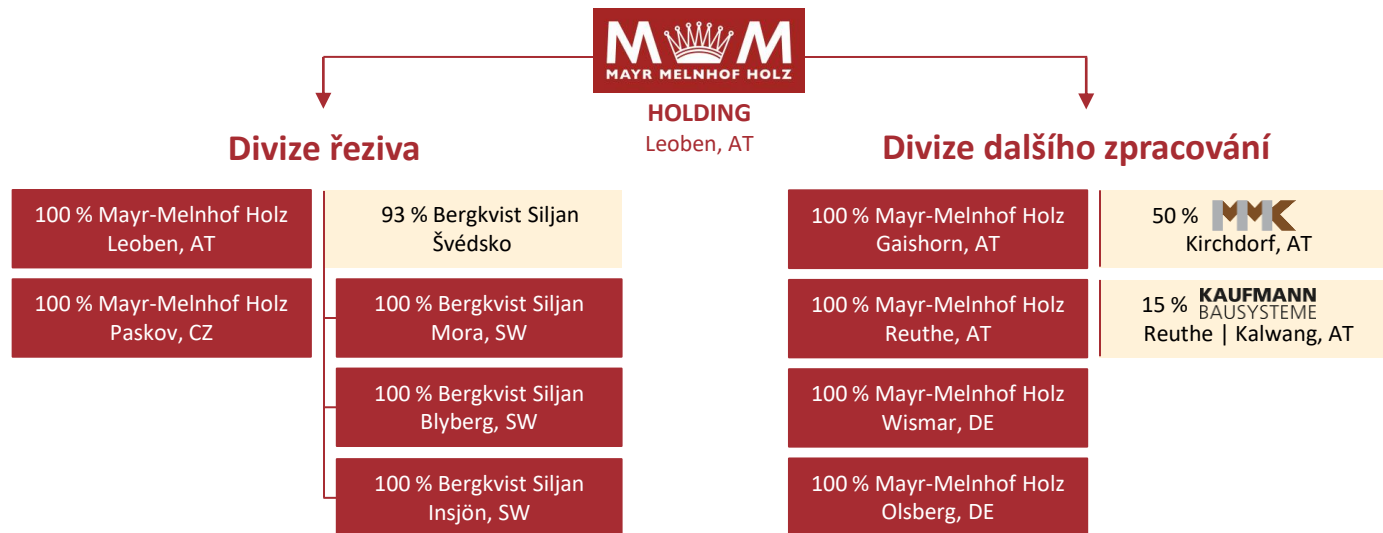 M M
MAYR MELNHOF HOLZ
HOLDING
Leoben, AT
Divize řeziva
100 % Mayr-Melnhof Holz
Leoben, AT
100 % Mayr-Melnhof Holz
Paskov, CZ
93 % Bergkvist Siljan
Švédsko
100 % Bergkvist Siljan
Mora, SW
100 % Bergkvist Siljan
Blyberg, SW
100 % Bergkvist Siljan
Insjön, SW
Divize dalšího zpracování
100 % Mayr-Melnhof Holz
Gaishorn, AT
100 % Mayr-Melnhof Holz
Reuthe, AT
100 % Mayr-Melnhof Holz
Wismar, DE
100 % Mayr-Melnhof Holz
Olsberg, DE
50 % MMK
Kirchdorf, AT
15 % KAUFMANN
BAUSYSTEME
Reuthe | Kalwang, AT